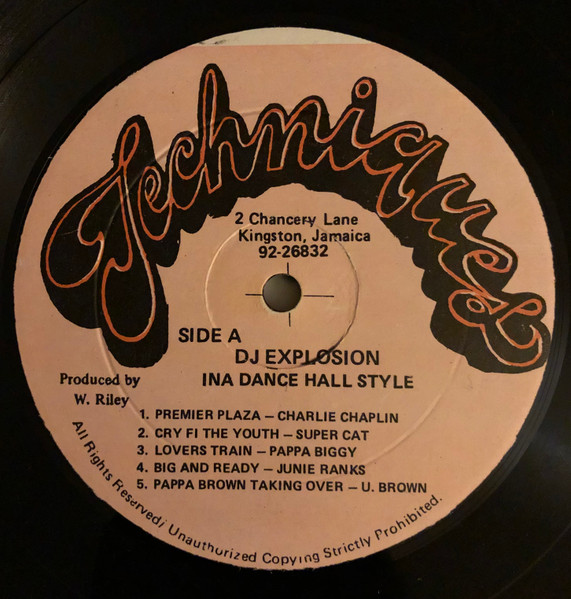 Techniques
2 Chancery Lane
Kingston, Jamaica
92-26832
SIDE A
DJ EXPLOSION
INA DANCE HALL STYLE
Produced by
W. Riley
1. PREMIER PLAZA – CHARLIE CHAPLIN
2. CRY FI THE YOUTH – SUPER CAT
3. LOVERS TRAIN – PAPPA BIGGY
4. BIG AND READY – JUNIE RANKS
5. PAPPA BROWN TAKING OVER – U. BROWN
All Rights Reserved; Unauthorized Copying Strictly Prohibited.